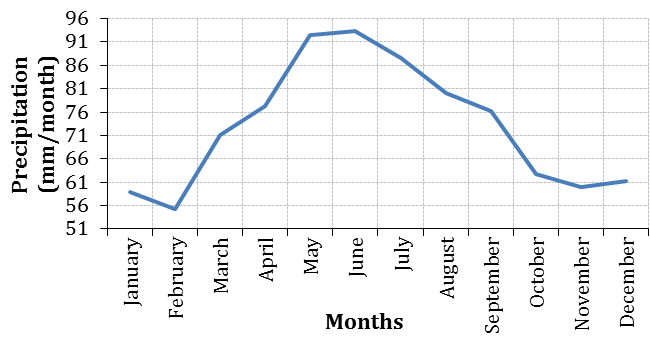 Precipitation
(mm/month)
96
91
86
81
76
71
66
61
56
51
January
February
March
April
May
June
July
August
September
October
November
December
Months